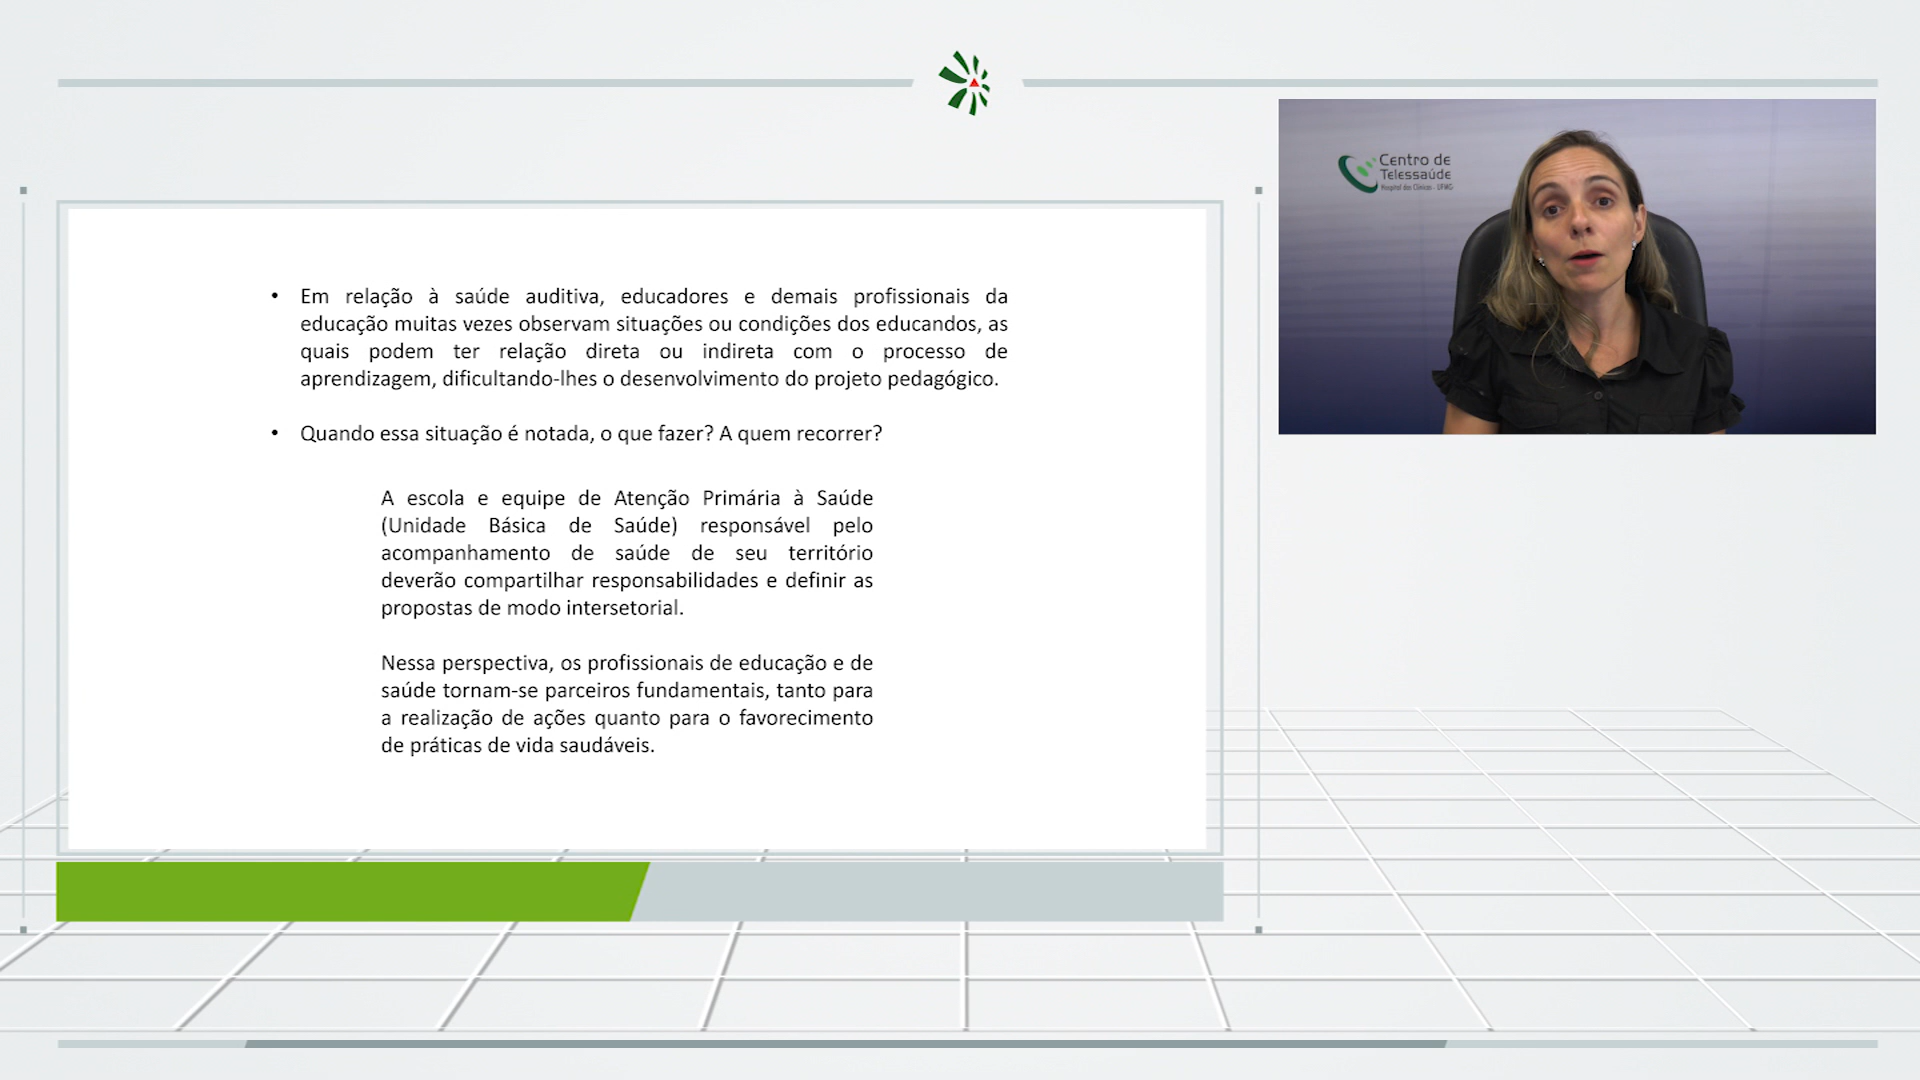 Centro de
Telessaúde
Hospital das Clínicas - UFMG
• Em relação à saúde auditiva, educadores e demais profissionais da
educação muitas vezes observam situações ou condições dos educandos, as
quais podem ter relação direta ou indireta com o processo de
aprendizagem, dificultando-lhes o desenvolvimento do projeto pedagógico.
• Quando essa situação é notada, o que fazer? A quem recorrer?
A escola e equipe de Atenção Primária à Saúde
(Unidade Básica de Saúde) responsável pelo
acompanhamento de saúde de seu território
deverão compartilhar responsabilidades e definir as
propostas de modo intersetorial.
Nessa perspectiva, os profissionais de educação e de
saúde tornam-se parceiros fundamentais, tanto para
a realização de ações quanto para o favorecimento
de práticas de vida saudáveis.